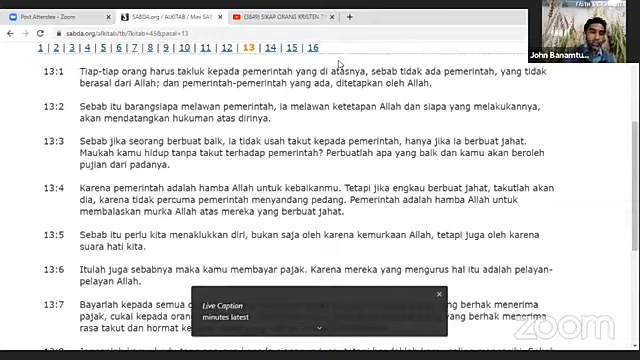 Post Attendee - Zoom
SABDA.org: ALKITAB / Mini SAB
(3849) SIKAP ORANG KRISTEN T
sabda.org/alkitab/tb/?kitab=45&pasal=13
FAITH &
1 | 2 | 3 | 4 | 5 | 6 | 7 | 8 | 9 | 10 | 11 | 12 | 13 | 14 | 15 | 16
John Banamtu...
13:1 Tiap-tiap orang harus takluk kepada pemerintah yang di atasnya, sebab tidak ada pemerintah, yang tidak
berasal dari Allah; dan pemerintah-pemerintah yang ada, ditetapkan oleh Allah.
13:2 Sebab itu barangsiapa melawan pemerintah, ia melawan ketetapan Allah dan siapa yang melakukannya,
akan mendatangkan hukuman atas dirinya.
13:3 Sebab jika seorang berbuat baik, ia tidak usah takut kepada pemerintah, hanya jika ia berbuat jahat.
Maukah kamu hidup tanpa takut terhadap pemerintah? Perbuatlah apa yang baik dan kamu akan beroleh
pujian dari padanya.
13:4 Karena pemerintah adalah hamba Allah untuk kebaikanmu. Tetapi jika engkau berbuat jahat, takutlah akan
dia, karena tidak percuma pemerintah menyandang pedang. Pemerintah adalah hamba Allah untuk
membalaskan murka Allah atas mereka yang berbuat jahat.
13:5 Sebab itu perlu kita menaklukkan diri, bukan saja oleh karena kemurkaan Allah, tetapi juga oleh karena
suara hati kita.
13:6 Itulah juga sebabnya maka kamu membayar pajak. Karena mereka yang mengurus hal itu adalah pelayan-
pelayan Allah.
13:7 Bayarlah kepada semua berhak menerima
pajak, cukai kepada orang yang berhak
rasa takut dan hormat
Live Caption
minutes latest
zoom